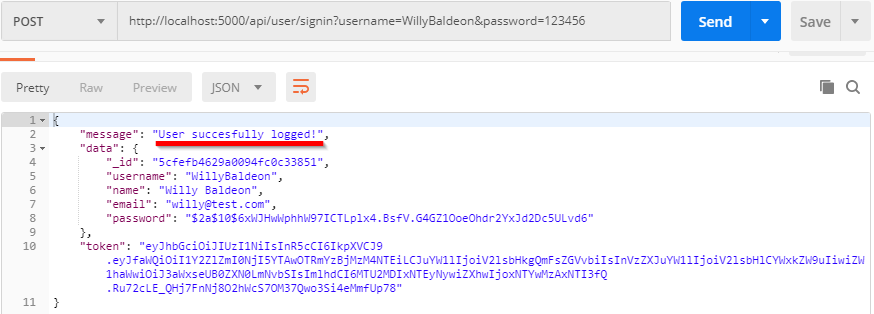 POST http://localhost:5000/api/user/signin?username=WillyBaldeon&password=123456 Send Save
Pretty Raw Preview JSON
1 {
2 "message": "User succesfully logged!",
3 "data": {
4 "_id": "5cfefb4629a0094fc0c33851",
5 "username": "WillyBaldeon",
6 "name": "Willy Baldeon",
7 "email": "willy@test.com",
8 "password": "$2a$10$6xWJHwWphhW97ICTLplx4.BsfV.G4GZ1OoeOhdr2YxJd2Dc5ULvd6"
9 },
10 "token": "eyJhbGciOiJIUzI1NiIsInR5cCI6IkpXVCJ9
.eyJfaWQiOiI1Y2ZlZmI0NjI5YTAwOTRmYzBjMzM4NTEiLCJuYW1lIjoiV2lsbHkgQmFsZGVvbiIsInVzZXJuYW1lIjoiV2lsbHlCYWxkZW9uIiwiZW
1haWwiOiJ3aWxseUB0ZXN0LmNvbSIsImlhdCI6MTU2MDIxNTEyNywiZXhwIjoxNTYwMzAxNTI3fQ
.Ru72cLE_QHj7FnNj8O2hWcS7OM37Qwo3Si4eMmfUp78"
11 }